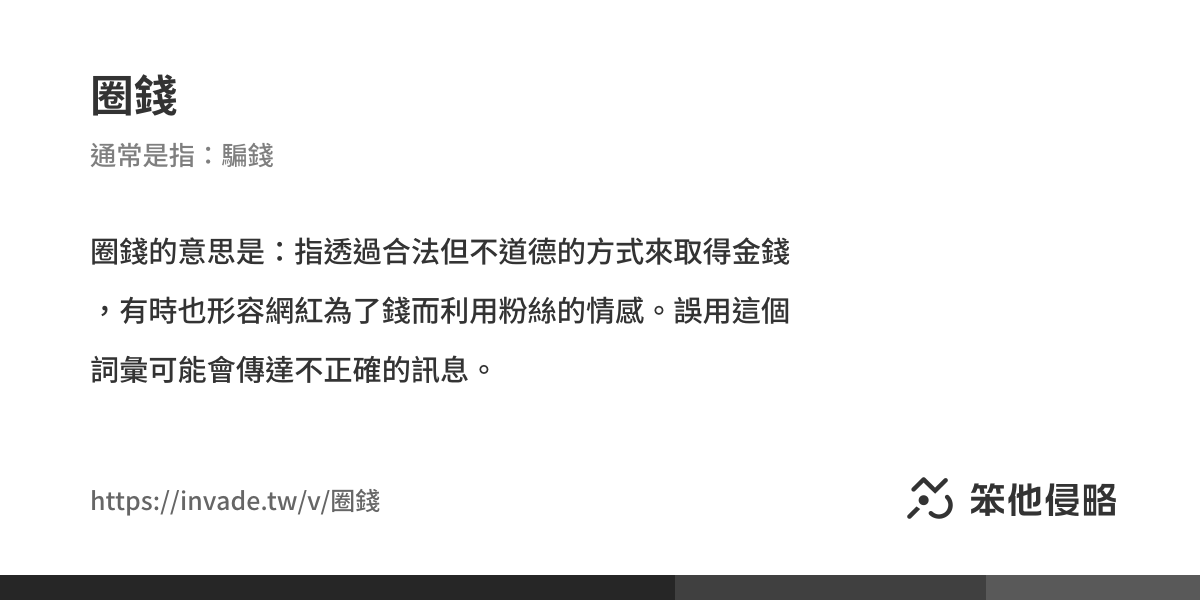 圈錢
通常是指：騙錢
圈錢的意思是：指透過合法但不道德的方式來取得金錢
，有時也形容網紅為了錢而利用粉絲的情感。誤用這個
詞彙可能會傳達不正確的訊息。
https://invade.tw/v/圈錢
笨他侵略